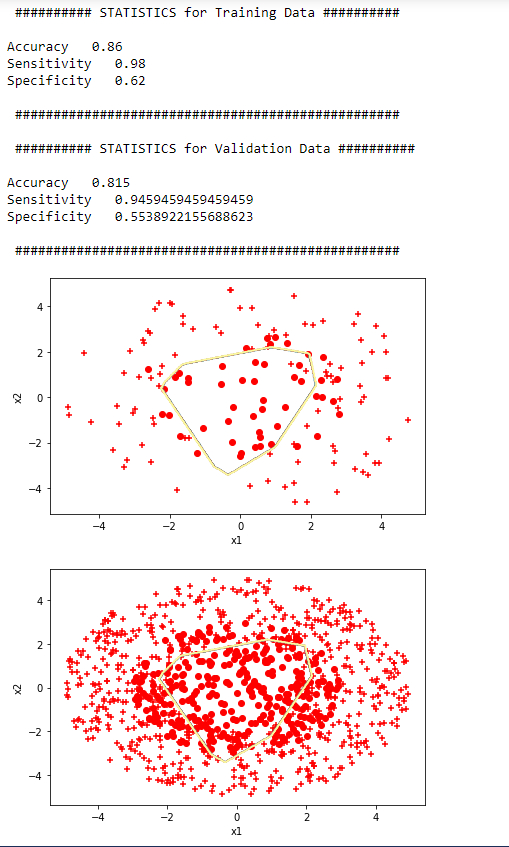 ########## STATISTICS for Training Data ##########
Accuracy 0.86
Sensitivity 0.98
Specificity 0.62
##################################################
########## STATISTICS for Validation Data ##########
Accuracy 0.815
Sensitivity 0.9459459459459459
Specificity 0.5538922155688623
##################################################
4
2
0
−2
−4
x2
−4 −2 0 2 4
x1
4
2
0
−2
−4
x2
−4 −2 0 2 4
x1